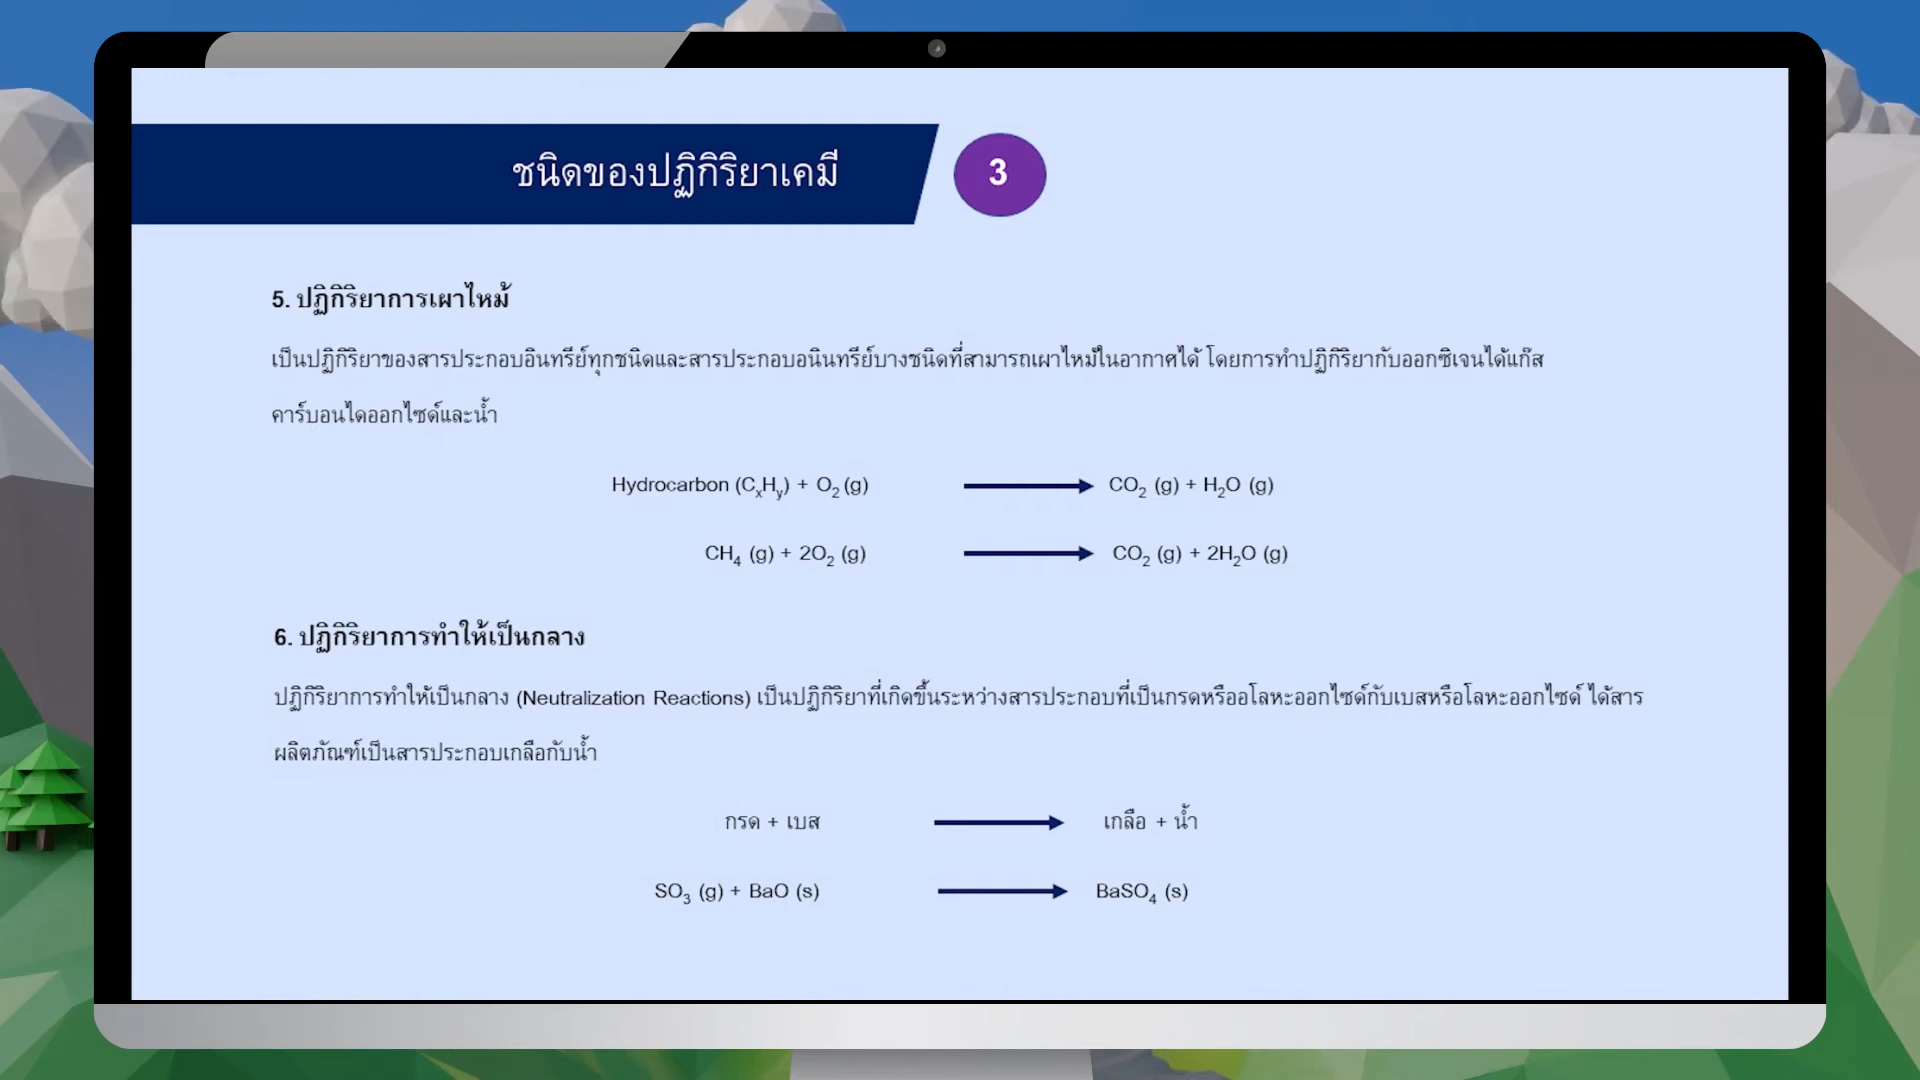 ชนิดของปฏิกิริยาเคมี 3
5. ปฏิกิริยาการเผาไหม้
เป็นปฏิกิริยาของสารประกอบอินทรีย์ทุกชนิดและสารประกอบอนินทรีย์บางชนิดที่สามารถเผาไหม้ในอากาศได้ โดยการทำปฏิกิริยากับออกซิเจนได้แก๊ส
คาร์บอนไดออกไซด์และน้ำ
Hydrocarbon (CₓHᵧ) + O₂ (g) → CO₂ (g) + H₂O (g)
CH₄ (g) + 2O₂ (g) → CO₂ (g) + 2H₂O (g)
6. ปฏิกิริยาการทำให้เป็นกลาง
ปฏิกิริยาการทำให้เป็นกลาง (Neutralization Reactions) เป็นปฏิกิริยาที่เกิดขึ้นระหว่างสารประกอบที่เป็นกรดหรืออโลหะออกไซด์กับเบสหรือโลหะออกไซด์ ได้สาร
ผลิตภัณฑ์เป็นสารประกอบเกลือกับน้ำ
กรด + เบส → เกลือ + น้ำ
SO₃ (g) + BaO (s) → BaSO₄ (s)